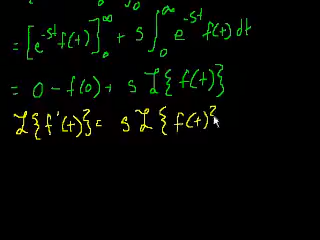 = [e^{-st} f(t)]_0^∞ + s ∫_0^∞ e^{-st} f(t) dt
= 0 - f(0) + s ℒ{f(t)}
ℒ{f'(t)} = s ℒ{f(t)}